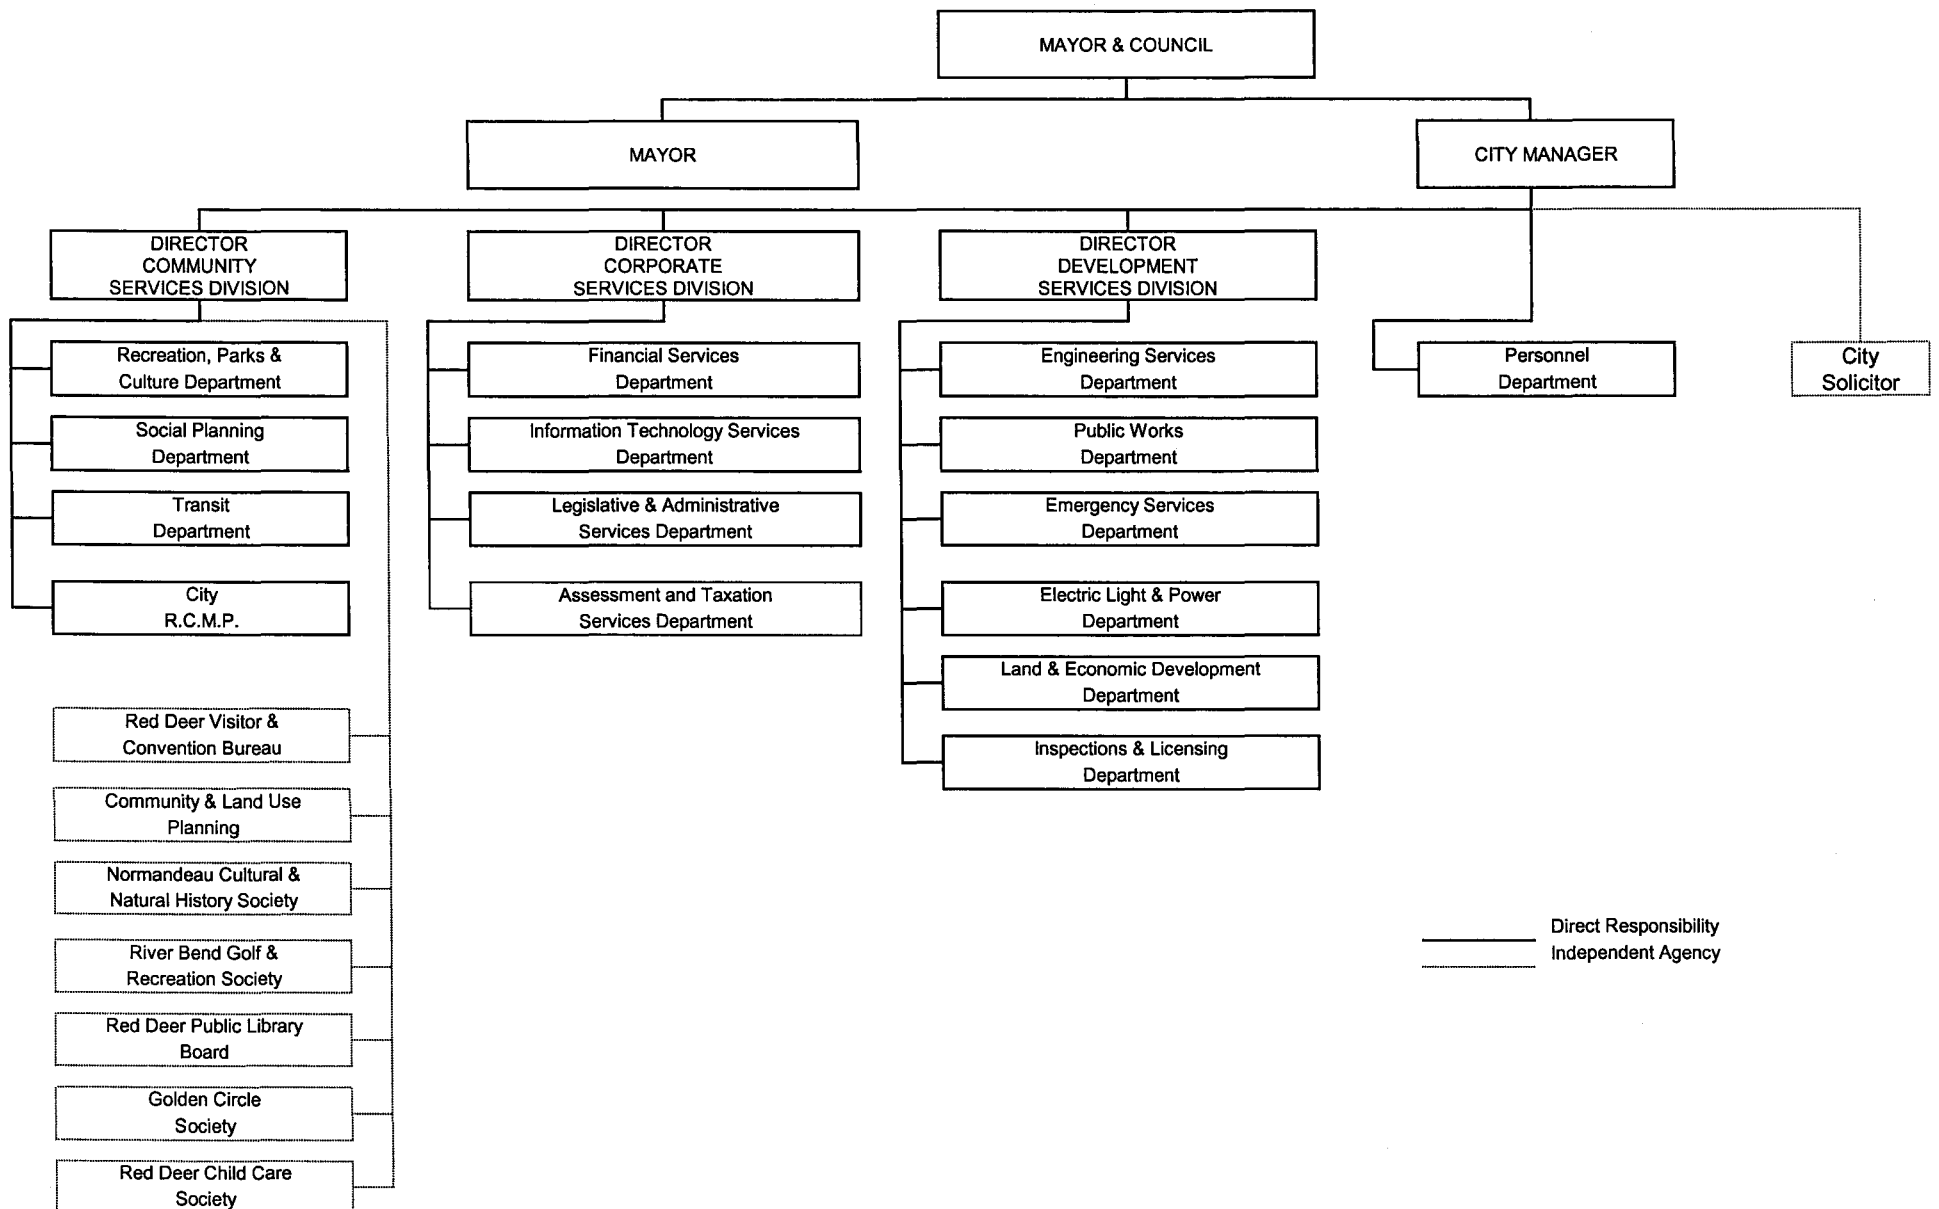 MAYOR & COUNCIL
MAYOR
CITY MANAGER
DIRECTOR
COMMUNITY
SERVICES DIVISION
DIRECTOR
CORPORATE
SERVICES DIVISION
DIRECTOR
DEVELOPMENT
SERVICES DIVISION
Recreation, Parks &
Culture Department
Social Planning
Department
Transit
Department
City
R.C.M.P.
Financial Services
Department
Information Technology Services
Department
Legislative & Administrative
Services Department
Assessment and Taxation
Services Department
Engineering Services
Department
Public Works
Department
Emergency Services
Department
Electric Light & Power
Department
Land & Economic Development
Department
Inspections & Licensing
Department
Personnel
Department
City
Solicitor
Red Deer Visitor &
Convention Bureau
Community & Land Use
Planning
Normandeau Cultural &
Natural History Society
River Bend Golf &
Recreation Society
Red Deer Public Library
Board
Golden Circle
Society
Red Deer Child Care
Society
Direct Responsibility
Independent Agency